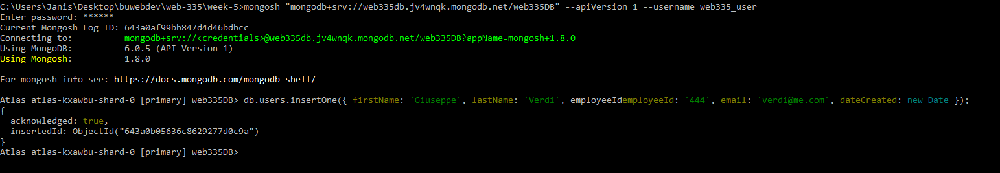 C:\Users\Janis\Desktop\buwebdev\web-335\week-5>mongosh "mongodb+srv://web335db.jv4wnqk.mongodb.net/web335DB" --apiVersion 1 --username web335_user
Enter password: ******
Current Mongosh Log ID: 643a0af99bb847d4d46bdbcc
Connecting to:          mongodb+srv://<credentials>@web335db.jv4wnqk.mongodb.net/web335DB?appName=mongosh+1.8.0
Using MongoDB:          6.0.5 (API Version 1)
Using Mongosh:          1.8.0
For mongosh info see: https://docs.mongodb.com/mongodb-shell/
Atlas atlas-kxawbu-shard-0 [primary] web335DB> db.users.insertOne({ firstName: 'Giuseppe', lastName: 'Verdi', employeeIdemployeeId: '444', email: 'verdi@me.com', dateCreated: new Date });
{
  acknowledged: true,
  insertedId: ObjectId("643a0b05636c8629277d0c9a")
}
Atlas atlas-kxawbu-shard-0 [primary] web335DB>